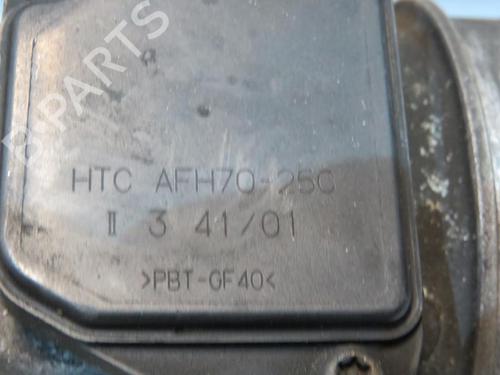 B-PARTS
HTC AFH70-25C
II 3 41/01
>PBT-GF40<